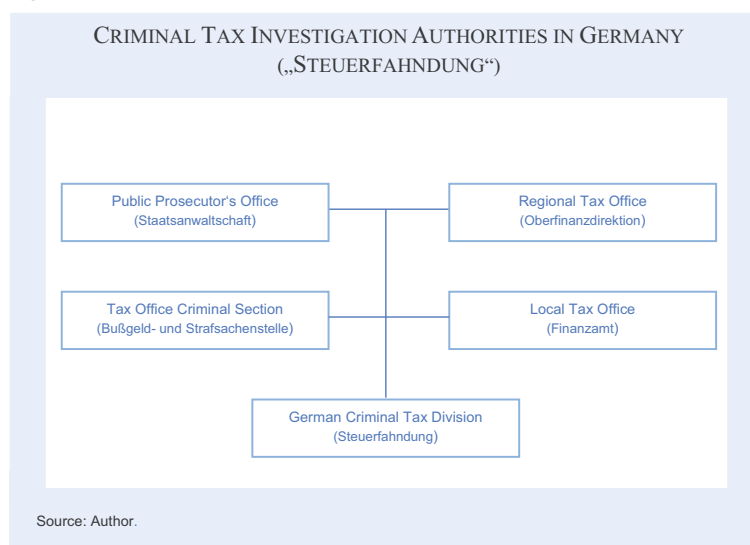 CRIMINAL TAX INVESTIGATION AUTHORITIES IN GERMANY
(„STEUERFAHNDUNG“)
Public Prosecutor's Office
(Staatsanwaltschaft)
Regional Tax Office
(Oberfinanzdirektion)
Tax Office Criminal Section
(Bußgeld- und Strafsachenstelle)
Local Tax Office
(Finanzamt)
German Criminal Tax Division
(Steuerfahndung)
Source: Author.